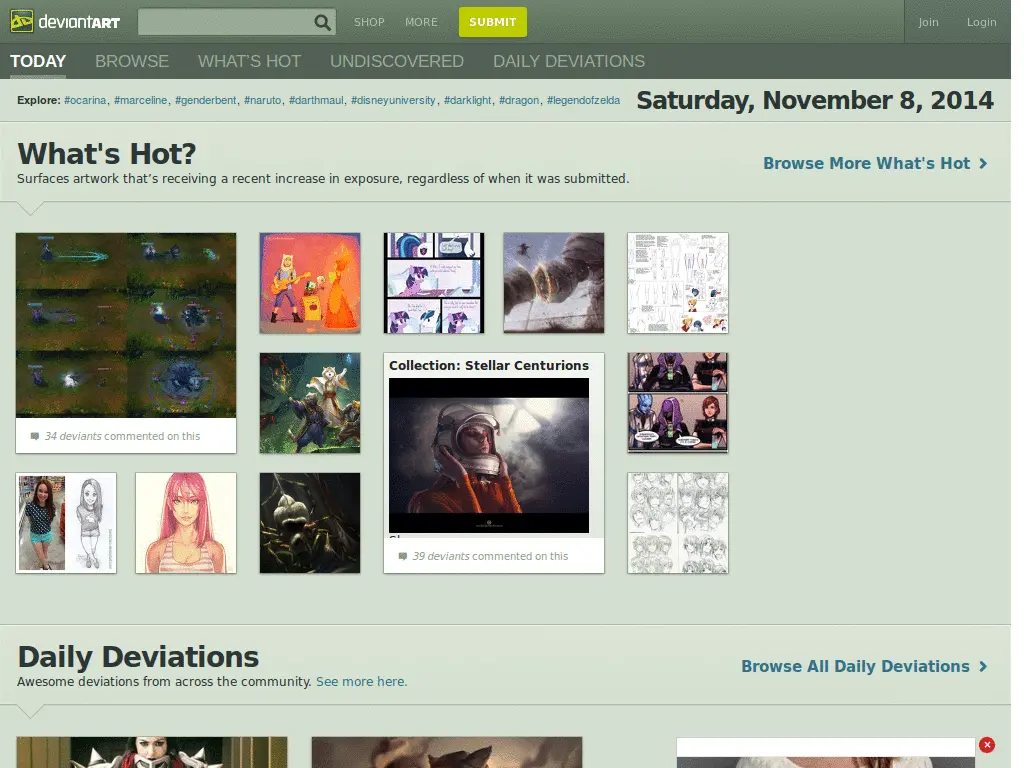 deviantART
SHOP MORE SUBMIT Join Login
TODAY BROWSE WHAT'S HOT UNDISCOVERED DAILY DEVIATIONS
Explore: #ocarina, #marceline, #genderbent, #naruto, #darthmaul, #disneyuniversity, #darklight, #dragon, #legendofzelda
Saturday, November 8, 2014
What's Hot?
Surfaces artwork that's receiving a recent increase in exposure, regardless of when it was submitted.
Browse More What's Hot
34 deviants commented on this
Collection: Stellar Centurions
39 deviants commented on this
Daily Deviations
Awesome deviations from across the community. See more here.
Browse All Daily Deviations